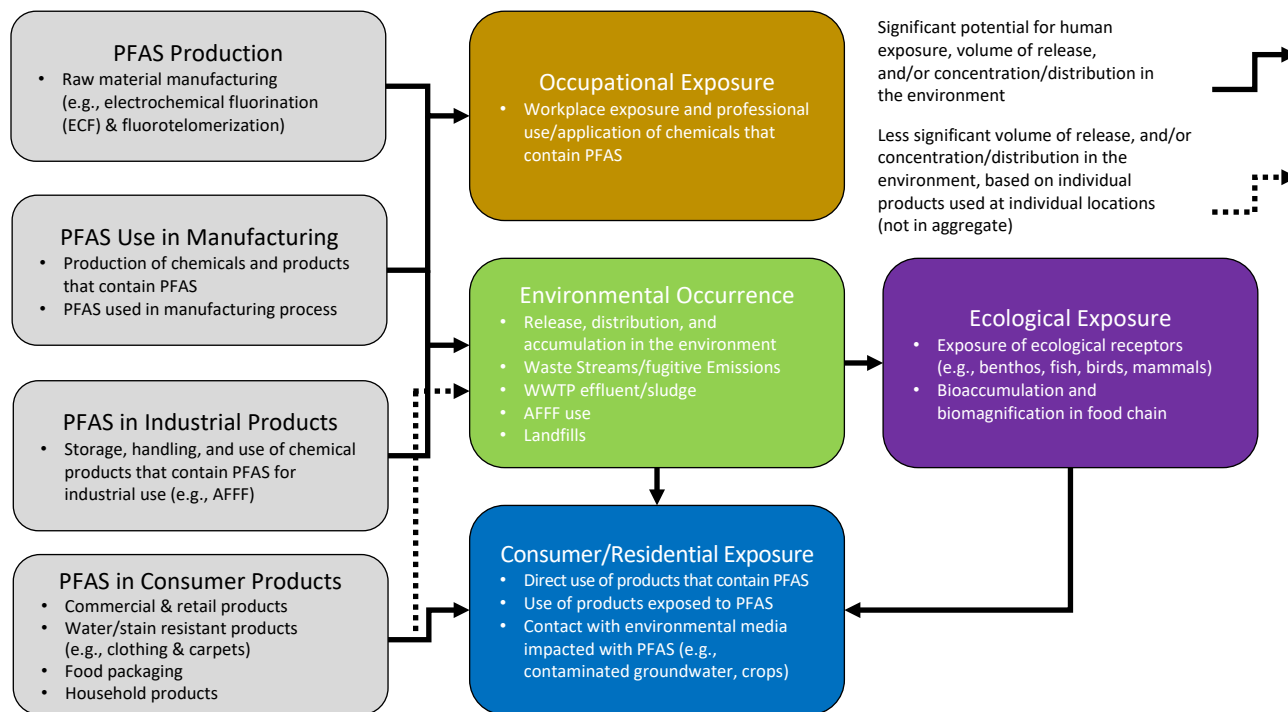 PFAS Production
• Raw material manufacturing
(e.g., electrochemical fluorination
(ECF) & fluorotelomerization)
PFAS Use in Manufacturing
• Production of chemicals and products
that contain PFAS
• PFAS used in manufacturing process
PFAS in Industrial Products
• Storage, handling, and use of chemical
products that contain PFAS for
industrial use (e.g., AFFF)
PFAS in Consumer Products
• Commercial & retail products
• Water/stain resistant products
(e.g., clothing & carpets)
• Food packaging
• Household products
Occupational Exposure
• Workplace exposure and professional
use/application of chemicals that
contain PFAS
Environmental Occurrence
• Release, distribution, and
accumulation in the environment
• Waste Streams/fugitive Emissions
• WWTP effluent/sludge
• AFFF use
• Landfills
Consumer/Residential Exposure
• Direct use of products that contain PFAS
• Use of products exposed to PFAS
• Contact with environmental media
impacted with PFAS (e.g.,
contaminated groundwater, crops)
Significant potential for human
exposure, volume of release,
and/or concentration/distribution in
the environment
Less significant volume of release, and/or
concentration/distribution in the
environment, based on individual
products used at individual locations
(not in aggregate)
Ecological Exposure
• Exposure of ecological receptors
(e.g., benthos, fish, birds, mammals)
• Bioaccumulation and
biomagnification in food chain